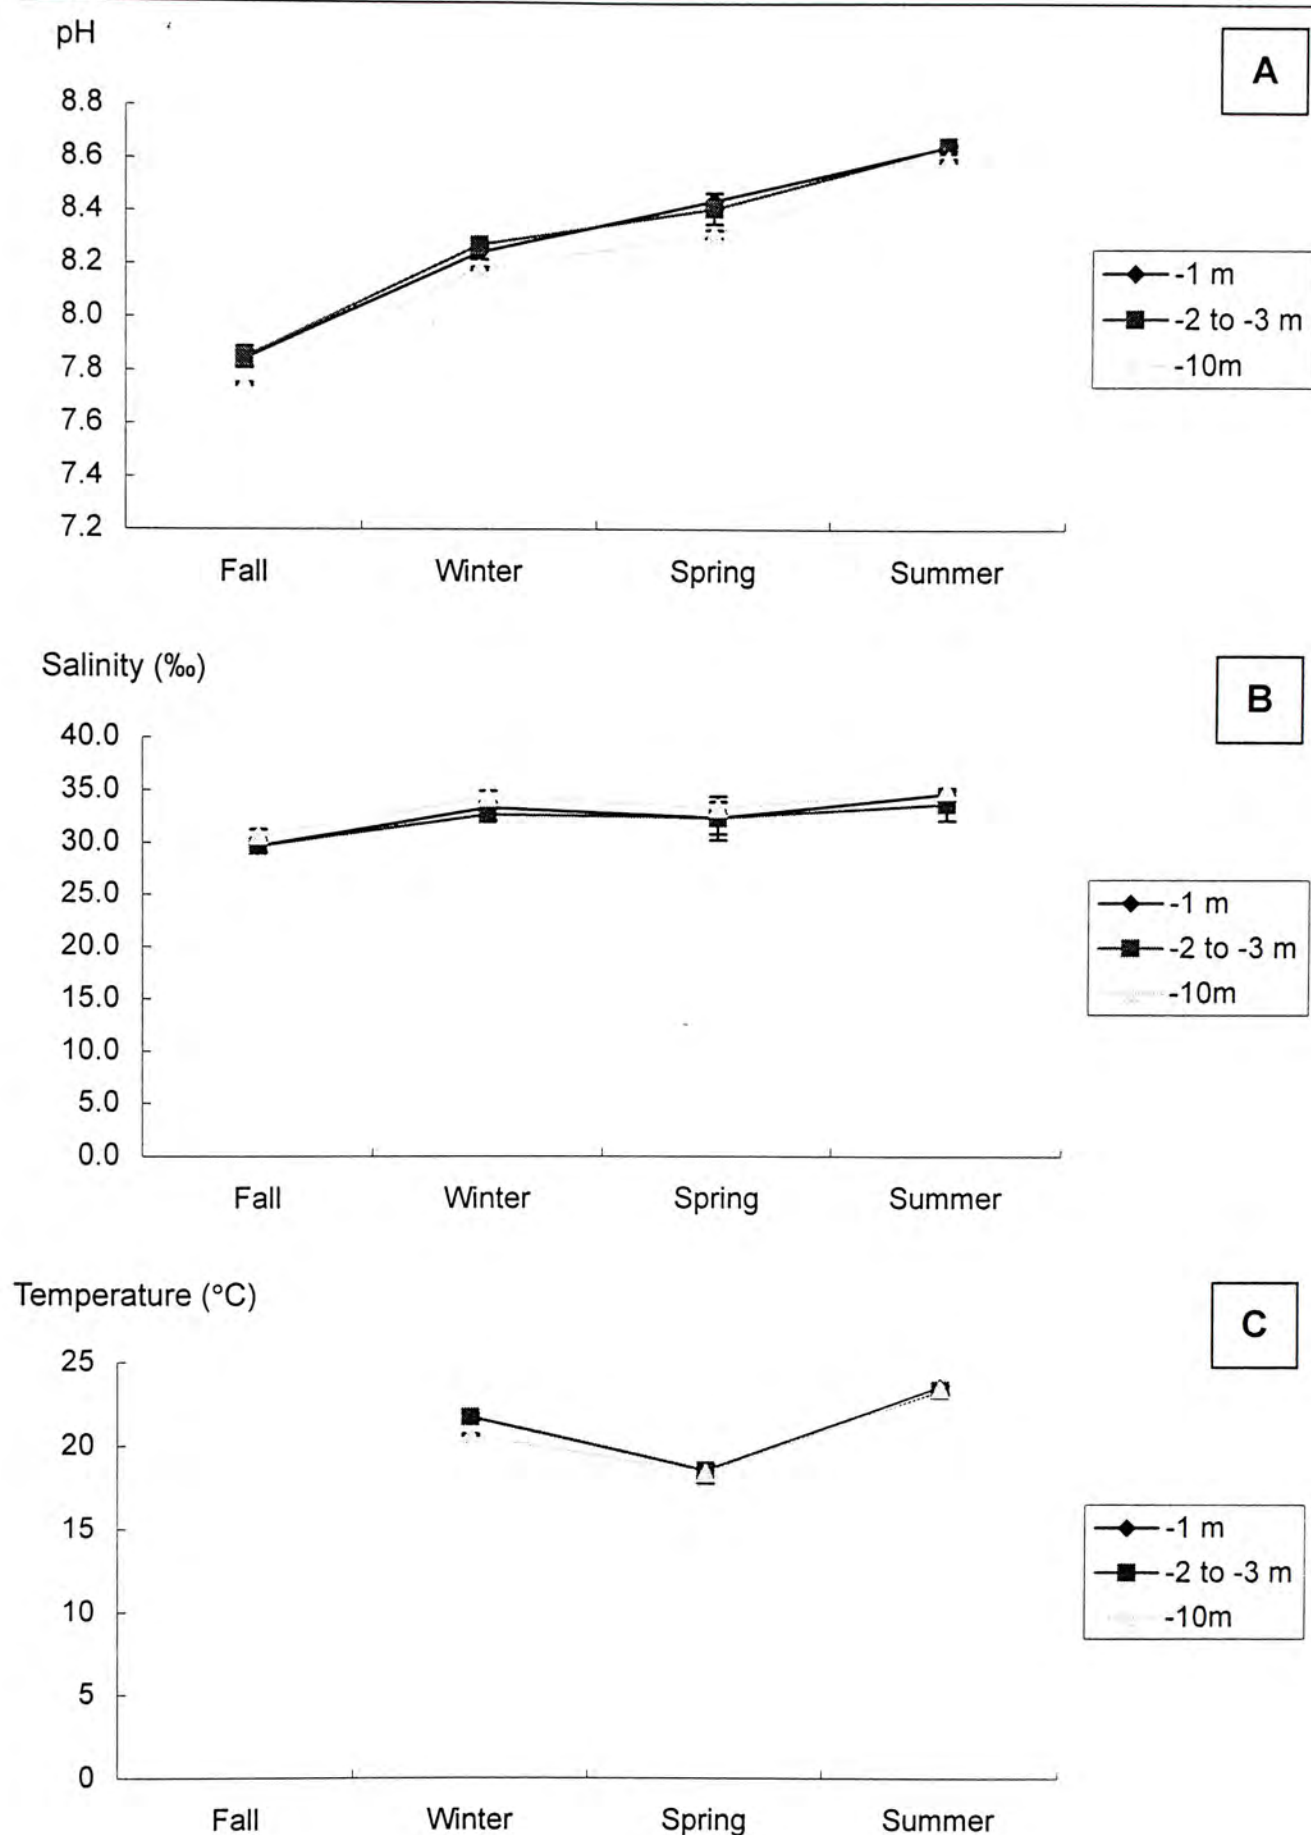 pH
A
8.8
8.6
8.4
8.2
8.0
7.8
7.6
7.4
7.2
Fall Winter Spring Summer
-1 m
-2 to -3 m
-10m
Salinity (‰)
B
40.0
35.0
30.0
25.0
20.0
15.0
10.0
5.0
0.0
Fall Winter Spring Summer
-1 m
-2 to -3 m
-10m
Temperature (°C)
C
25
20
15
10
5
0
Fall Winter Spring Summer
-1 m
-2 to -3 m
-10m